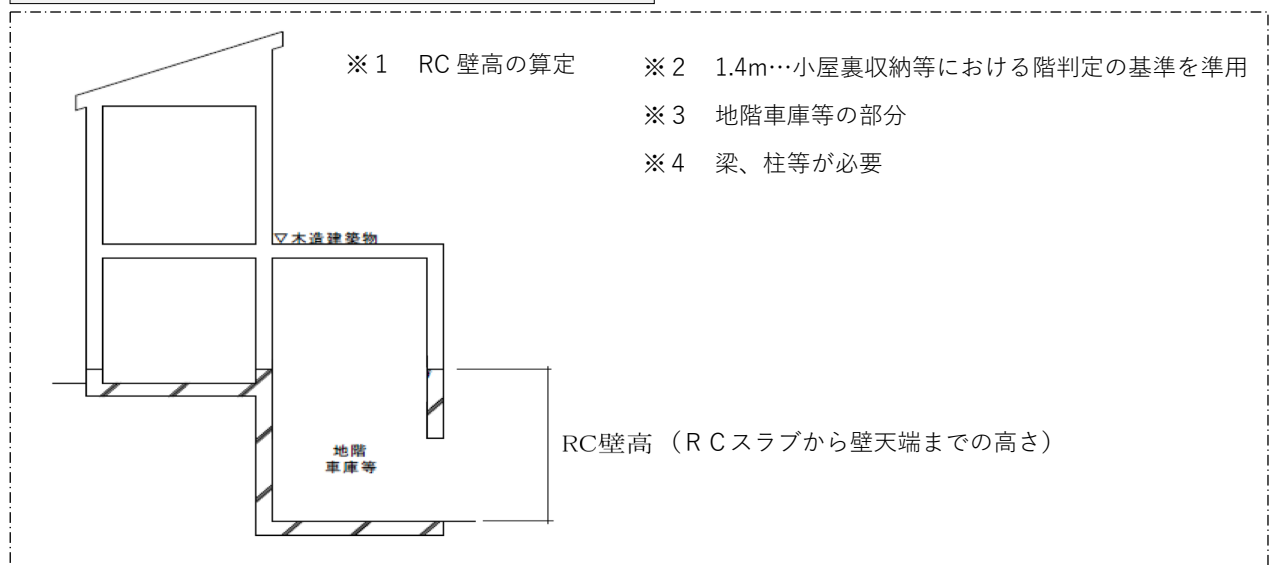 ※1 RC 壁高の算定
※2 1.4m…小屋裏収納等における階判定の基準を準用
※3 地階車庫等の部分
※4 梁、柱等が必要
▽木造建築物
RC壁高（ＲＣスラブから壁天端までの高さ）
地階
車庫等